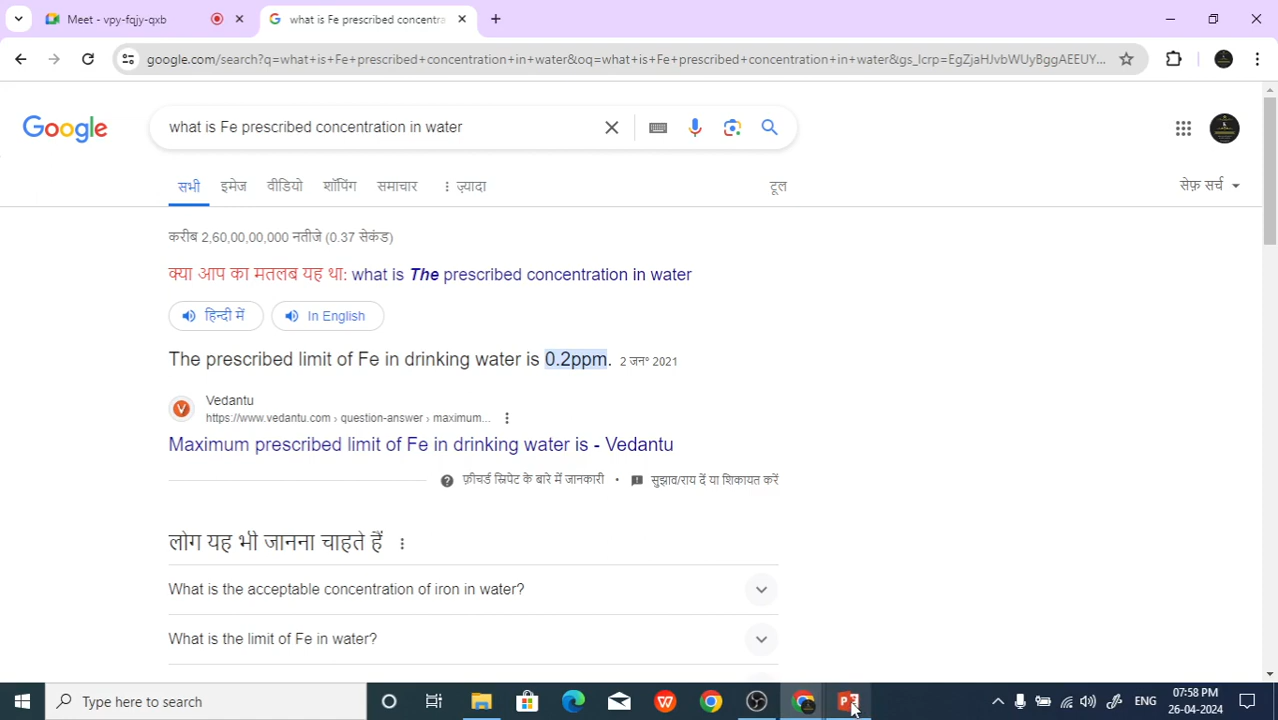 Meet - vpy-fqjy-qxb
what is Fe prescribed concentra
google.com/search?q=what+is+Fe+prescribed+concentration+in+water&oq=what+is+Fe+prescribed+concentration+in+water&gs_lcrp=EgZjaHJvbWUyBggAEEUY...
Google
what is Fe prescribed concentration in water
सभी इमेज वीडियो शॉपिंग समाचार ज़्यादा टूल सेफ़ सर्च
करीब 2,60,00,00,000 नतीजे (0.37 सेकंड)
क्या आप का मतलब यह था: what is The prescribed concentration in water
हिन्दी में In English
The prescribed limit of Fe in drinking water is 0.2ppm. 2 जन॰ 2021
Vedantu
https://www.vedantu.com › question-answer › maximum...
Maximum prescribed limit of Fe in drinking water is - Vedantu
फ़ीचर्ड स्निपेट के बारे में जानकारी • सुझाव/राय दें या शिकायत करें
लोग यह भी जानना चाहते हैं
What is the acceptable concentration of iron in water?
What is the limit of Fe in water?
Type here to search
ENG
07:58 PM
26-04-2024